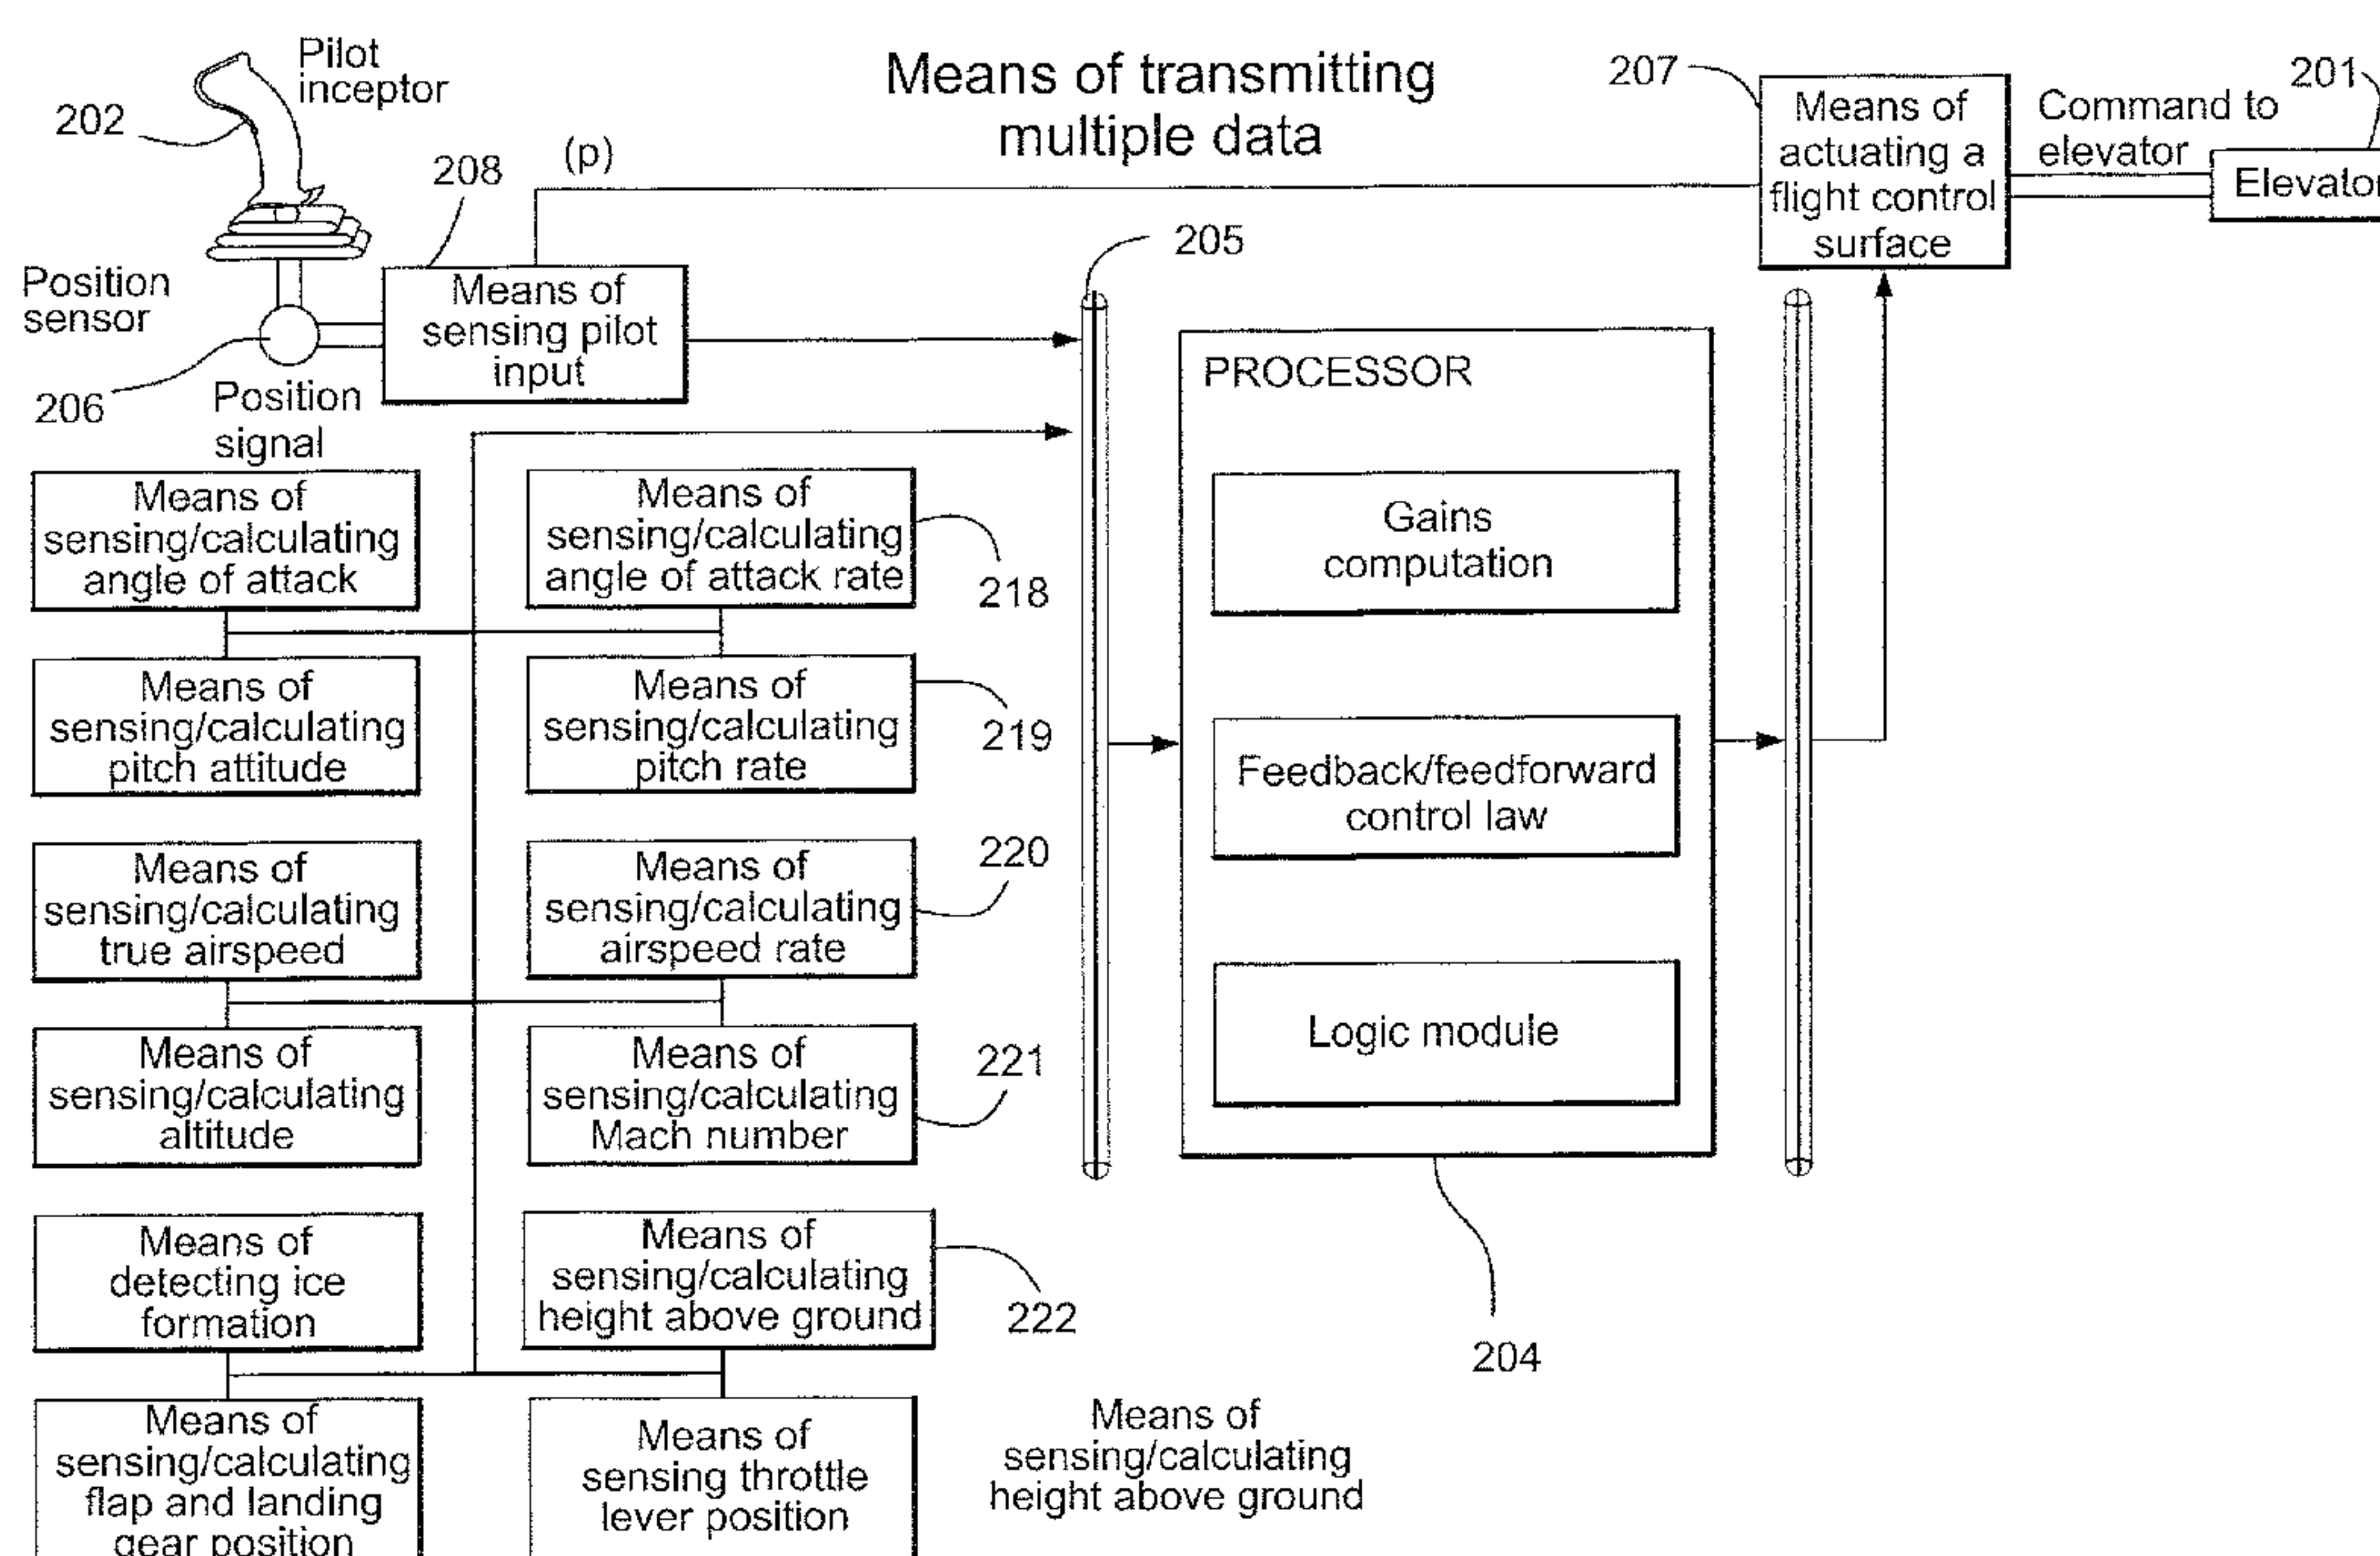 Pilot
inceptor
202
Means of transmitting
multiple data
207
Means of
actuating a
flight control
surface
Command to
elevator
201
Elevator
(p)
208
205
Position
sensor
Means of
sensing pilot
input
206
Position
signal
PROCESSOR
Means of
sensing/calculating
angle of attack
Means of
sensing/calculating
angle of attack rate
218
Gains
computation
Means of
sensing/calculating
pitch attitude
Means of
sensing/calculating
pitch rate
219
Feedback/feedforward
control law
Means of
sensing/calculating
true airspeed
Means of
sensing/calculating
airspeed rate
220
Means of
sensing/calculating
altitude
Means of
sensing/calculating
Mach number
221
Logic module
Means of
detecting ice
formation
Means of
sensing/calculating
height above ground
222
204
Means of
sensing/calculating
flap and landing
gear position
Means of
sensing throttle
lever position
Means of
sensing/calculating
height above ground